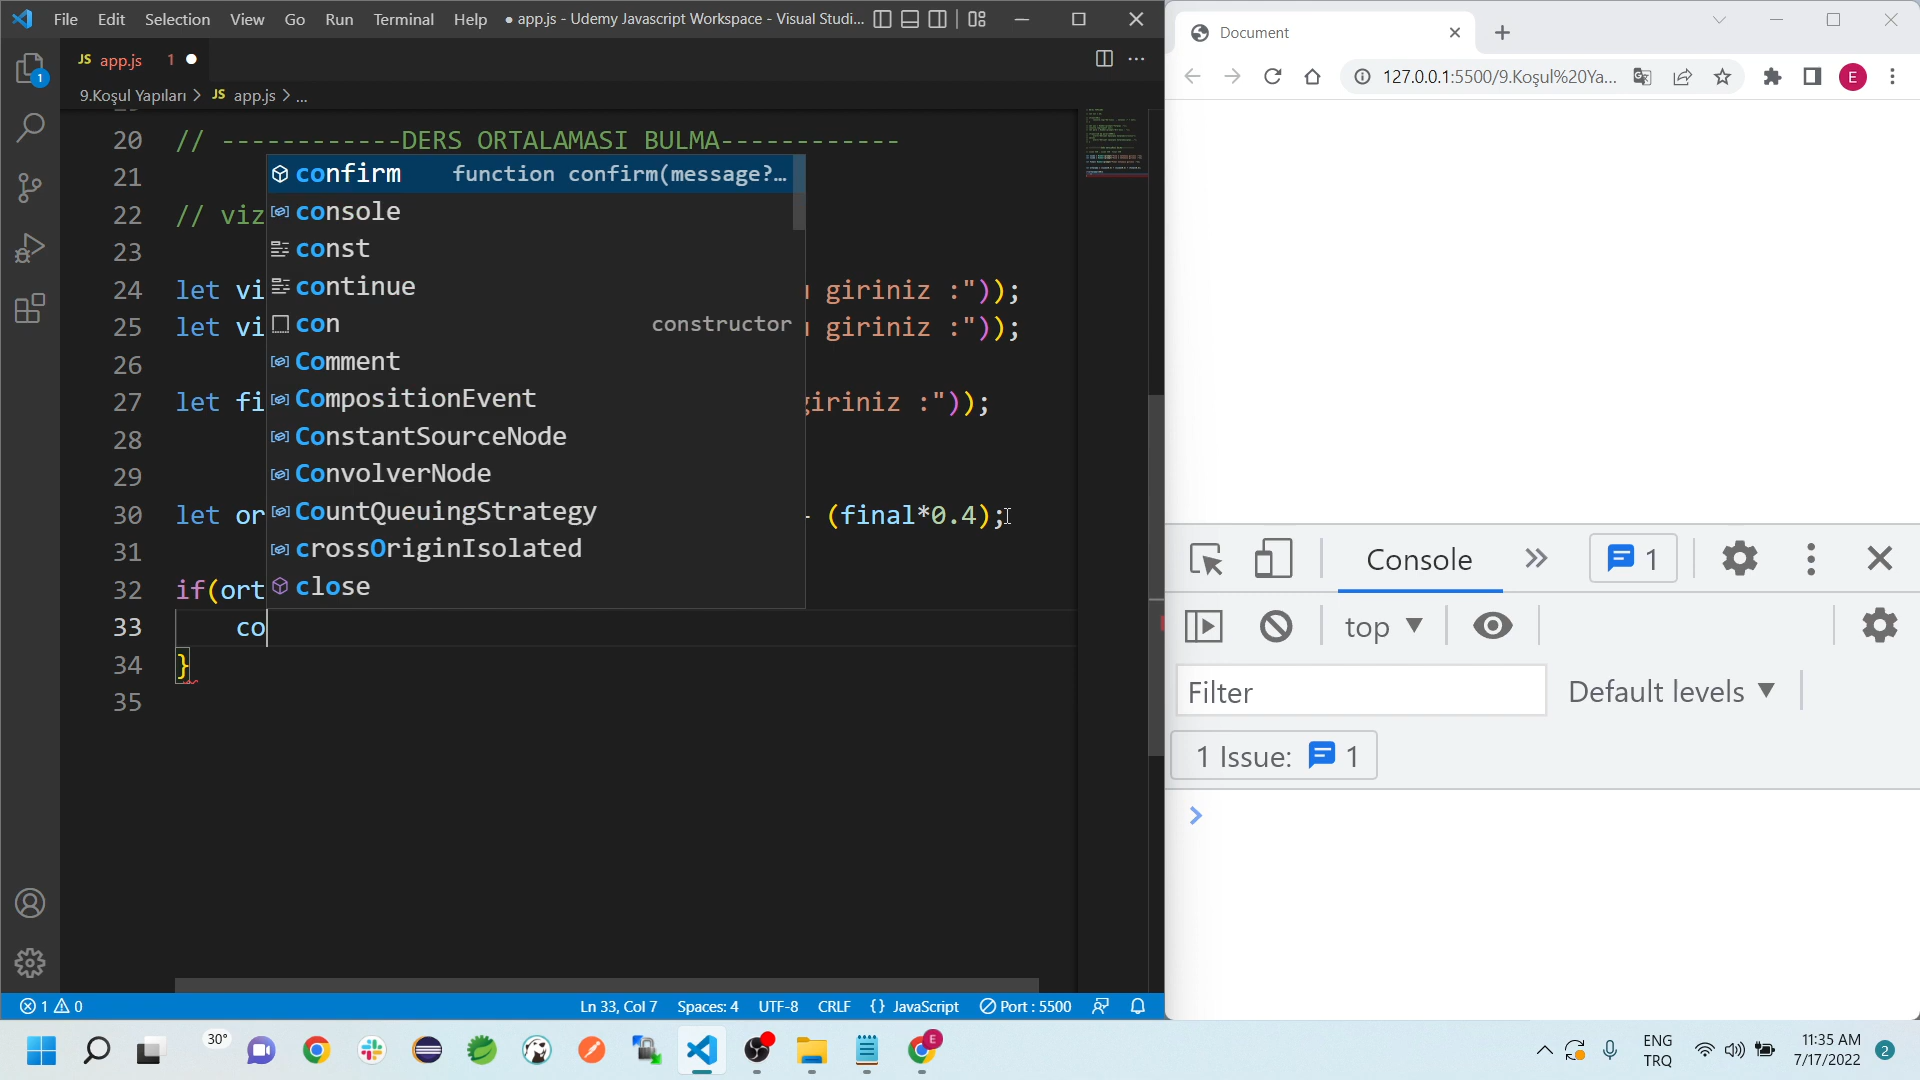 File Edit Selection View Go Run Terminal Help ● app.js - Udemy Javascript Workspace - Visual Studi...
Document
JS app.js 1
127.0.0.1:5500/9.Koşul%20Ya...
E
1
9.Koşul Yapıları > JS app.js > ...
20 // ------------DERS ORTALAMASI BULMA------------
21
22 // viz
23
24 let vi giriniz :"));
25 let vi giriniz :"));
26
27 let fi giriniz :"));
28
29
30 let or (final*0.4);
31
32 if(ort
33 co
34 }
35
confirm function confirm(message?...
console
const
continue
con constructor
Comment
CompositionEvent
ConstantSourceNode
ConvolverNode
CountQueuingStrategy
crossOriginIsolated
close
Console 1
top
Filter Default levels
1 Issue: 1
1 0 Ln 33, Col 7 Spaces: 4 UTF-8 CRLF {} JavaScript Port : 5500
30°
E
ENG
TRQ
11:35 AM
7/17/2022
2